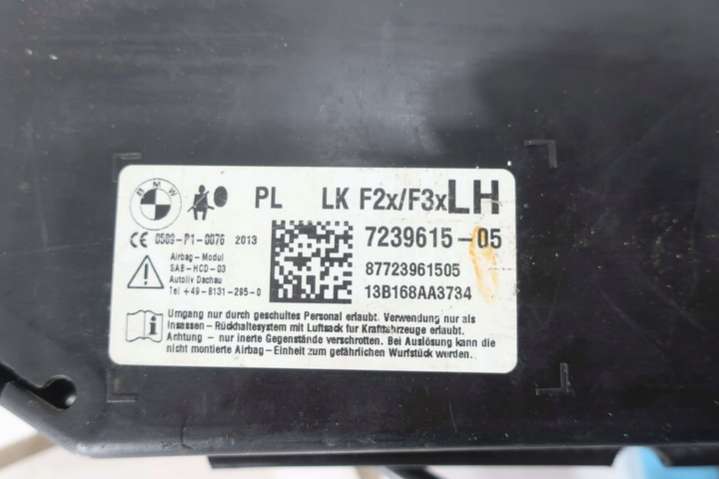 BMW
PL LK F2x/F3x LH
CE 0589-P1-0076 2013
7239615-05
Airbag-Modul
SAB-HCD-03
Autoliv Dachau
Tel +49-8131-295-0
87723961505
13B168AA3734
Umgang nur durch geschultes Personal erlaubt. Verwendung nur als
Insassen-Rückhaltesystem mit Luftsack für Kraftfahrzeuge erlaubt.
Achtung - nur inerte Gegenstände verschrotten. Bei Auslösung kann die
nicht montierte Airbag-Einheit zum gefährlichen Wurfstück werden.